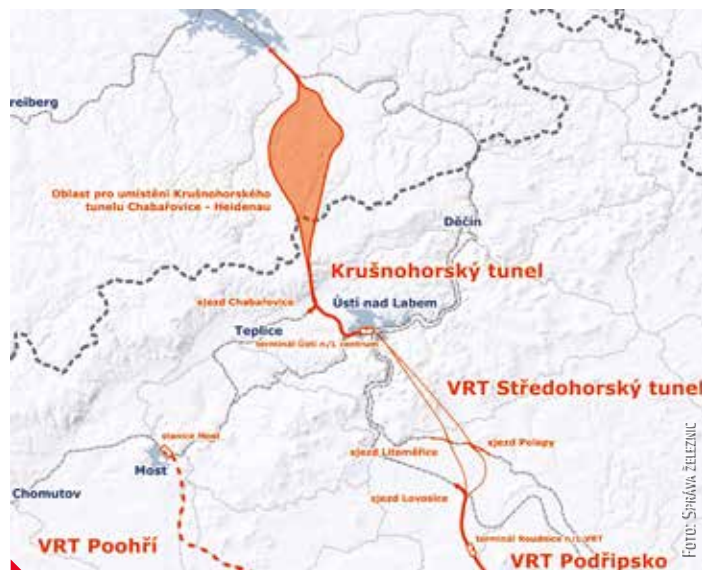 reiberg
Oblast pro umístění Krušnohorského
tunelu Chabařovice - Heidenau
Děčín
Krušnohorský tunel
sjezd Chabařovice
Ústí nad Labem
Teplice
terminál Ústí n/L centrum
VRT Středohorský tunel
stanice Most
sjezd Litoměřice
sjezd Polepy
Most
Chomutov
sjezd Lovosice
VRT Poohří
terminál Roudnice n/L VRT
VRT Podřipsko
FOTO: SPRÁVA ŽELEZNIC